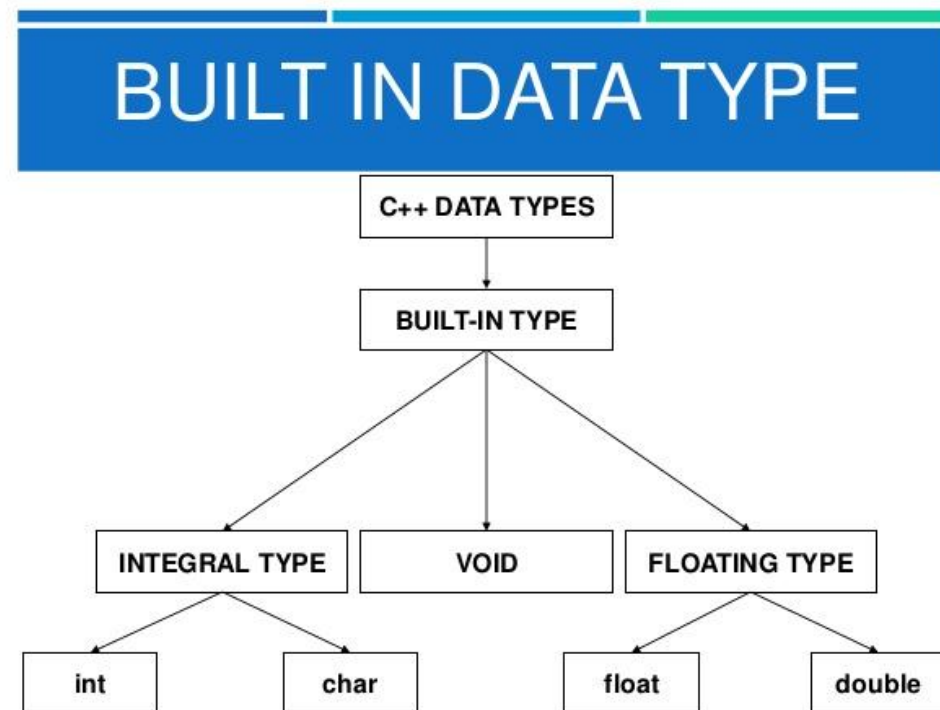 BUILT IN DATA TYPE
C++ DATA TYPES
BUILT-IN TYPE
INTEGRAL TYPE
VOID
FLOATING TYPE
int
char
float
double